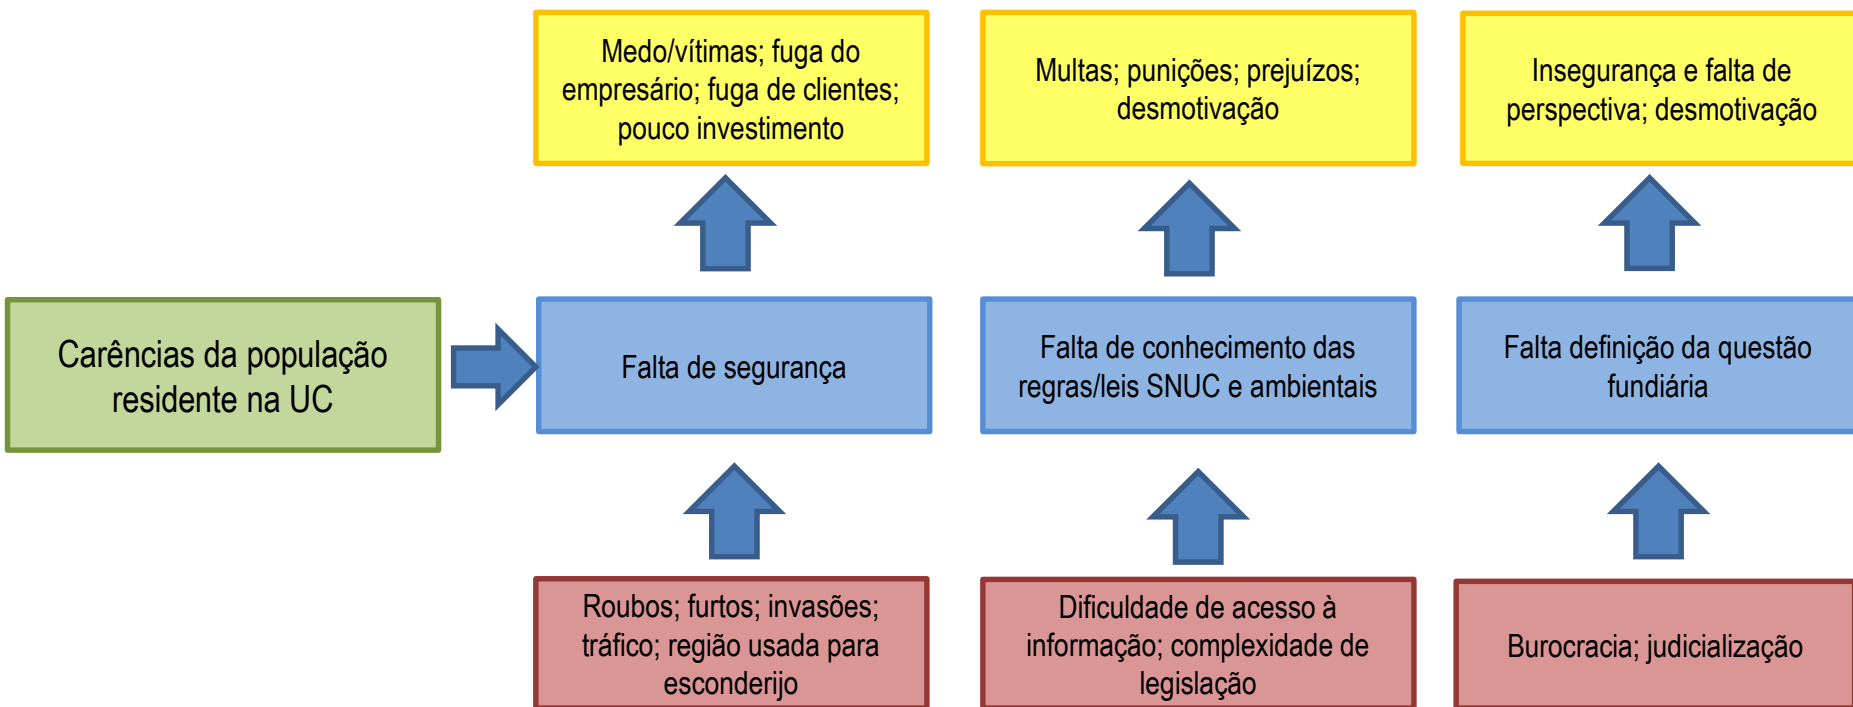 Medo/vítimas; fuga do
empresário; fuga de clientes;
pouco investimento
Multas; punições; prejuízos;
desmotivação
Insegurança e falta de
perspectiva; desmotivação
Carências da população
residente na UC
Falta de segurança
Falta de conhecimento das
regras/leis SNUC e ambientais
Falta definição da questão
fundiária
Roubos; furtos; invasões;
tráfico; região usada para
esconderijo
Dificuldade de acesso à
informação; complexidade de
legislação
Burocracia; judicialização